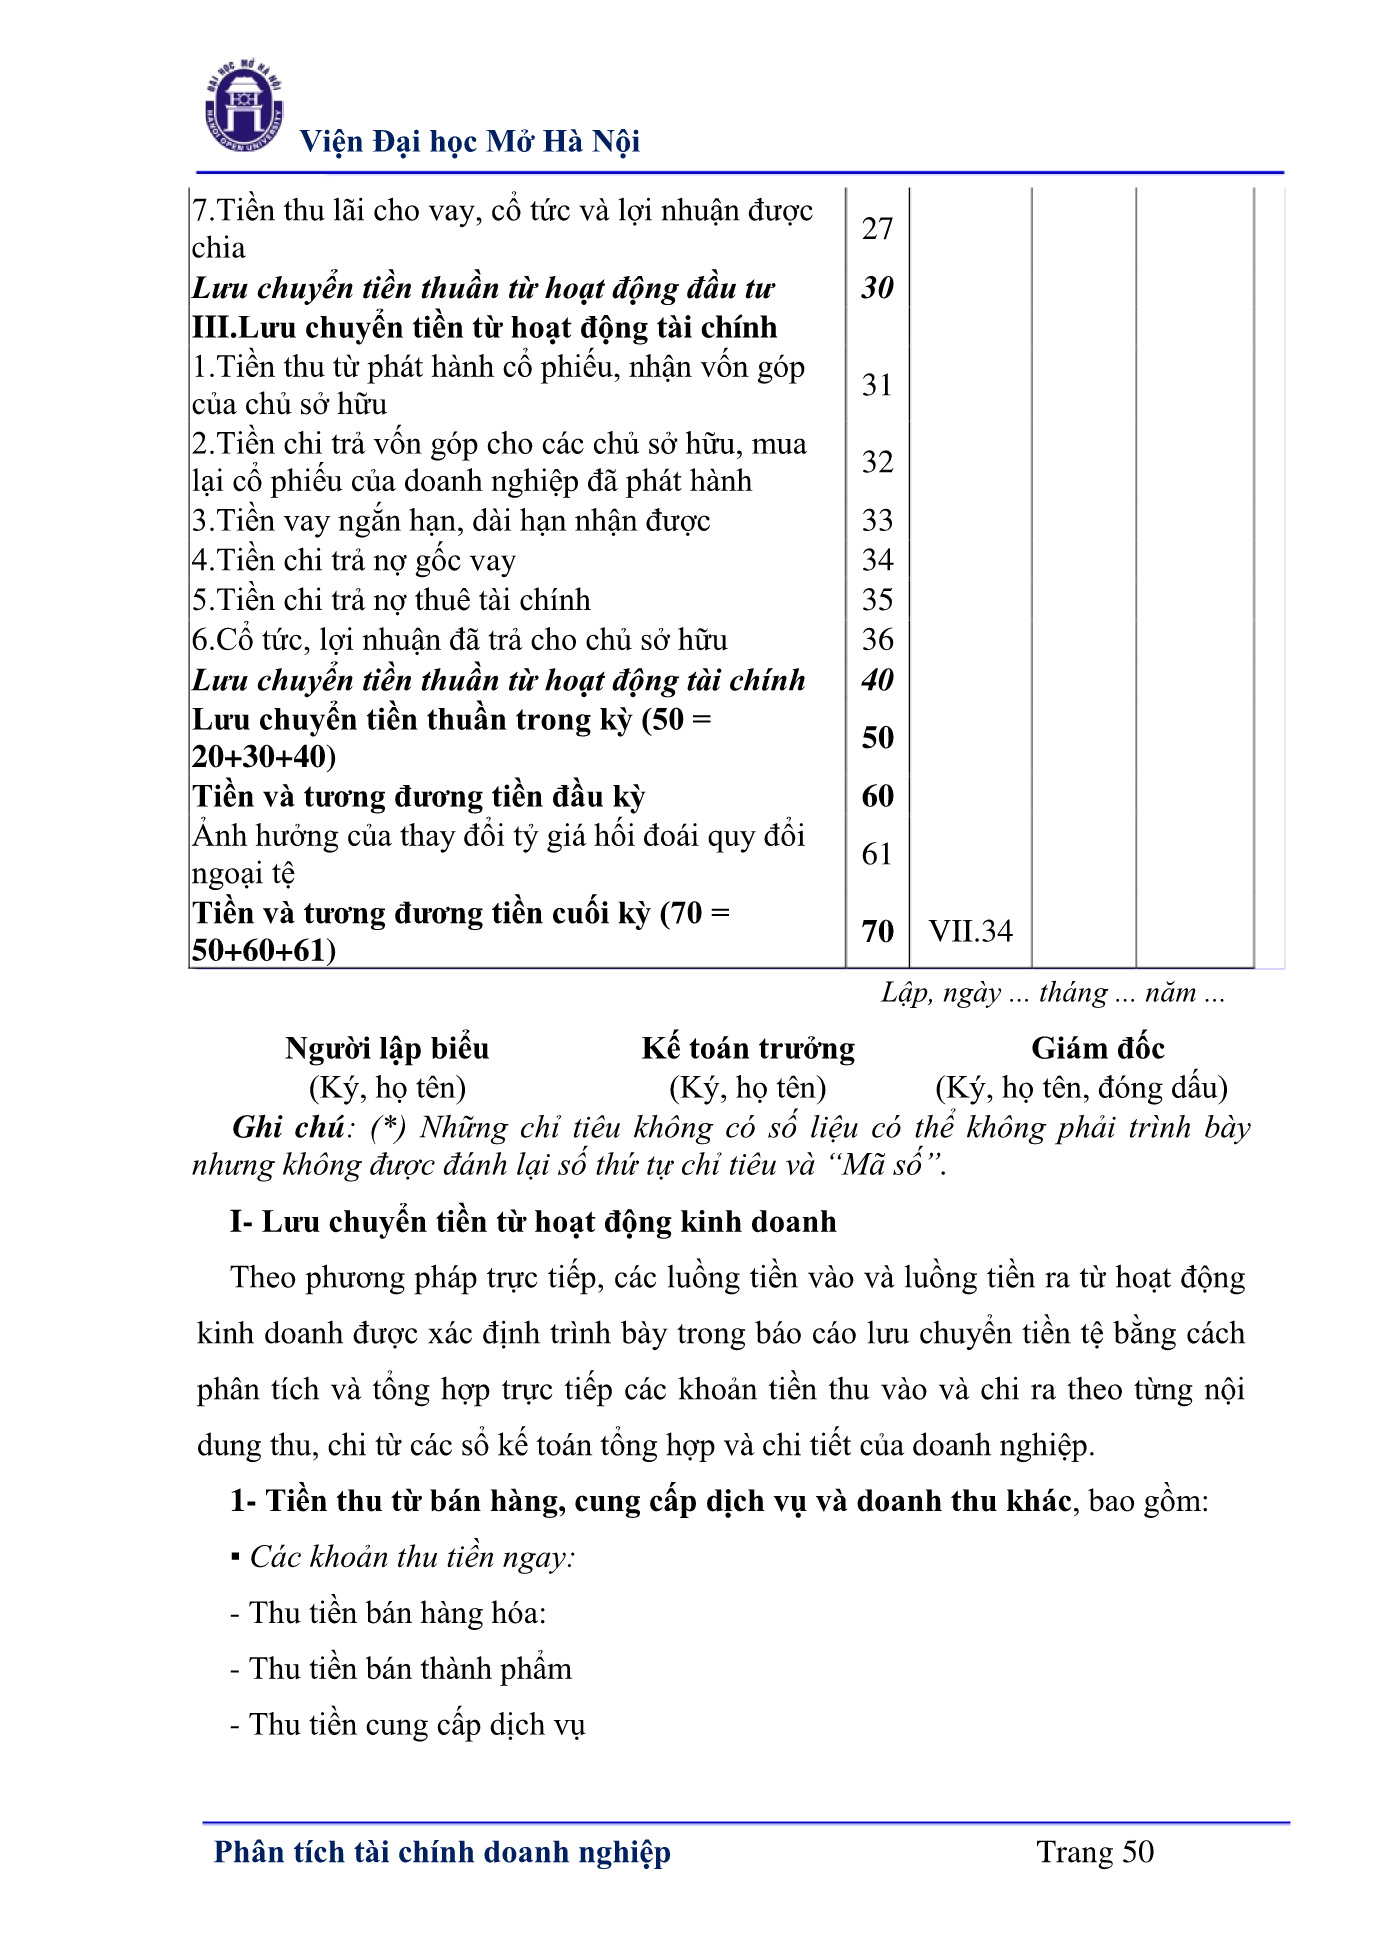 ĐẠI HỌC MỞ HÀ NỘI
HANOI OPEN UNIVERSITY
Viện Đại học Mở Hà Nội
7.Tiền thu lãi cho vay, cổ tức và lợi nhuận được
chia
27
Lưu chuyển tiền thuần từ hoạt động đầu tư 30
III.Lưu chuyển tiền từ hoạt động tài chính
1.Tiền thu từ phát hành cổ phiếu, nhận vốn góp
của chủ sở hữu
31
2.Tiền chi trả vốn góp cho các chủ sở hữu, mua
lại cổ phiếu của doanh nghiệp đã phát hành
32
3.Tiền vay ngắn hạn, dài hạn nhận được 33
4.Tiền chi trả nợ gốc vay 34
5.Tiền chi trả nợ thuê tài chính 35
6.Cổ tức, lợi nhuận đã trả cho chủ sở hữu 36
Lưu chuyển tiền thuần từ hoạt động tài chính 40
Lưu chuyển tiền thuần trong kỳ (50 =
20+30+40)
50
Tiền và tương đương tiền đầu kỳ 60
Ảnh hưởng của thay đổi tỷ giá hối đoái quy đổi
ngoại tệ
61
Tiền và tương đương tiền cuối kỳ (70 =
50+60+61)
70 VII.34
Lập, ngày ... tháng ... năm ...
Người lập biểu Kế toán trưởng Giám đốc
(Ký, họ tên) (Ký, họ tên) (Ký, họ tên, đóng dấu)
Ghi chú: (*) Những chỉ tiêu không có số liệu có thể không phải trình bày
nhưng không được đánh lại số thứ tự chỉ tiêu và “Mã số”.
I- Lưu chuyển tiền từ hoạt động kinh doanh
Theo phương pháp trực tiếp, các luồng tiền vào và luồng tiền ra từ hoạt động
kinh doanh được xác định trình bày trong báo cáo lưu chuyển tiền tệ bằng cách
phân tích và tổng hợp trực tiếp các khoản tiền thu vào và chi ra theo từng nội
dung thu, chi từ các sổ kế toán tổng hợp và chi tiết của doanh nghiệp.
1- Tiền thu từ bán hàng, cung cấp dịch vụ và doanh thu khác, bao gồm:
▪ Các khoản thu tiền ngay:
- Thu tiền bán hàng hóa:
- Thu tiền bán thành phẩm
- Thu tiền cung cấp dịch vụ
Phân tích tài chính doanh nghiệp Trang 50